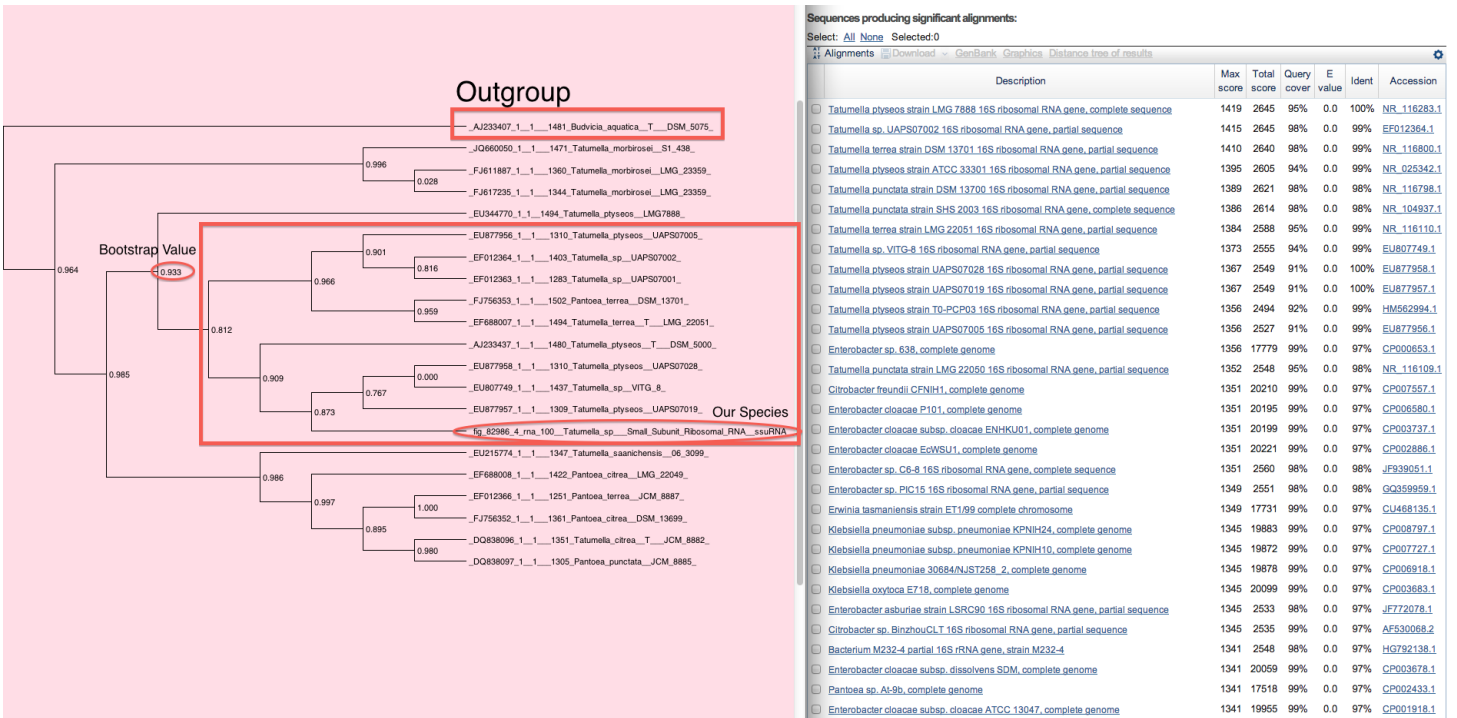 Outgroup
_AJ233407_1__1___1481_Budvicia_aquatica__T___DSM_5075_
_JQ660050_1__1___1471_Tatumella_morbirosei__S1_438_
0.996
_FJ611887_1__1___1360_Tatumella_morbirosei__LMG_23359_
0.028
_FJ617235_1__1___1344_Tatumella_morbirosei__LMG_23359_
_EU344770_1_1__1494_Tatumella_ptyseos__LMG7888_
_EU877956_1__1___1310_Tatumella_ptyseos__UAPS07005_
Bootstrap Value
0.901
_EF012364_1__1___1403_Tatumella_sp__UAPS07002_
0.964
0.933
0.816
_EF012363_1__1___1283_Tatumella_sp__UAPS07001_
0.966
_FJ756353_1__1___1502_Pantoea_terrea__DSM_13701_
0.959
_EF688007_1__1___1494_Tatumella_terrea__T___LMG_22051_
0.812
_AJ233437_1__1___1480_Tatumella_ptyseos__T___DSM_5000_
_EU877958_1__1___1310_Tatumella_ptyseos__UAPS07028_
0.985
0.909
0.000
_EU807749_1__1___1437_Tatumella_sp__VITG_8_
0.767
_EU877957_1__1___1309_Tatumella_ptyseos__UAPS07019_
0.873
Our Species
fig_82986_4_rna_100__Tatumella_sp___Small_Subunit_Ribosomal_RNA__ssuRNA
_EU215774_1__1___1347_Tatumella_saanichensis__06_3099_
0.986
_EF688008_1__1___1422_Pantoea_citrea__LMG_22049_
0.997
_EF012366_1__1___1251_Pantoea_terrea__JCM_8887_
1.000
_FJ756352_1__1___1361_Pantoea_citrea__DSM_13699_
0.895
_DQ838096_1__1___1351_Tatumella_citrea__T___JCM_8882_
0.980
_DQ838097_1__1___1305_Pantoea_punctata__JCM_8885_
Sequences producing significant alignments:
Select: All None Selected:0
Alignments Download GenBank Graphics Distance tree of results
Description Max score Total score Query cover E value Ident Accession
Tatumella ptyseos strain LMG 7888 16S ribosomal RNA gene, complete sequence 1419 2645 95% 0.0 100% NR_116283.1
Tatumella sp. UAPS07002 16S ribosomal RNA gene, partial sequence 1415 2645 98% 0.0 99% EF012364.1
Tatumella terrea strain DSM 13701 16S ribosomal RNA gene, partial sequence 1410 2640 98% 0.0 99% NR_116800.1
Tatumella ptyseos strain ATCC 33301 16S ribosomal RNA gene, partial sequence 1395 2605 94% 0.0 99% NR_025342.1
Tatumella punctata strain DSM 13700 16S ribosomal RNA gene, partial sequence 1389 2621 98% 0.0 98% NR_116798.1
Tatumella punctata strain SHS 2003 16S ribosomal RNA gene, complete sequence 1386 2614 98% 0.0 98% NR_104937.1
Tatumella terrea strain LMG 22051 16S ribosomal RNA gene, partial sequence 1384 2588 95% 0.0 99% NR_116110.1
Tatumella sp. VITG-8 16S ribosomal RNA gene, partial sequence 1373 2555 94% 0.0 99% EU807749.1
Tatumella ptyseos strain UAPS07028 16S ribosomal RNA gene, partial sequence 1367 2549 91% 0.0 100% EU877958.1
Tatumella ptyseos strain UAPS07019 16S ribosomal RNA gene, partial sequence 1367 2549 91% 0.0 100% EU877957.1
Tatumella ptyseos strain T0-PCP03 16S ribosomal RNA gene, partial sequence 1356 2494 92% 0.0 99% HM562994.1
Tatumella ptyseos strain UAPS07005 16S ribosomal RNA gene, partial sequence 1356 2527 91% 0.0 99% EU877956.1
Enterobacter sp. 638, complete genome 1356 17779 99% 0.0 97% CP000653.1
Tatumella punctata strain LMG 22050 16S ribosomal RNA gene, partial sequence 1352 2548 95% 0.0 98% NR_116109.1
Citrobacter freundii CFNIH1, complete genome 1351 20210 99% 0.0 97% CP007557.1
Enterobacter cloacae P101, complete genome 1351 20195 99% 0.0 97% CP006580.1
Enterobacter cloacae subsp. cloacae ENHKU01, complete genome 1351 20199 99% 0.0 97% CP003737.1
Enterobacter cloacae EcWSU1, complete genome 1351 20221 99% 0.0 97% CP002886.1
Enterobacter sp. C6-8 16S ribosomal RNA gene, complete sequence 1351 2560 98% 0.0 98% JF939051.1
Enterobacter sp. PIC15 16S ribosomal RNA gene, partial sequence 1349 2551 98% 0.0 98% GQ359959.1
Erwinia tasmaniensis strain ET1/99 complete chromosome 1349 17731 99% 0.0 97% CU468135.1
Klebsiella pneumoniae subsp. pneumoniae KPNIH24, complete genome 1345 19883 99% 0.0 97% CP008797.1
Klebsiella pneumoniae subsp. pneumoniae KPNIH10, complete genome 1345 19872 99% 0.0 97% CP007727.1
Klebsiella pneumoniae 30684/NJST258_2, complete genome 1345 19878 99% 0.0 97% CP006918.1
Klebsiella oxytoca E718, complete genome 1345 20099 99% 0.0 97% CP003683.1
Enterobacter asburiae strain LSRC90 16S ribosomal RNA gene, partial sequence 1345 2533 98% 0.0 97% JF772078.1
Citrobacter sp. BinzhouCLT 16S ribosomal RNA gene, partial sequence 1345 2535 99% 0.0 97% AF530068.2
Bacterium M232-4 partial 16S rRNA gene, strain M232-4 1341 2548 98% 0.0 97% HG792138.1
Enterobacter cloacae subsp. dissolvens SDM, complete genome 1341 20059 99% 0.0 97% CP003678.1
Pantoea sp. At-9b, complete genome 1341 17518 99% 0.0 97% CP002433.1
Enterobacter cloacae subsp. cloacae ATCC 13047, complete genome 1341 19955 99% 0.0 97% CP001918.1